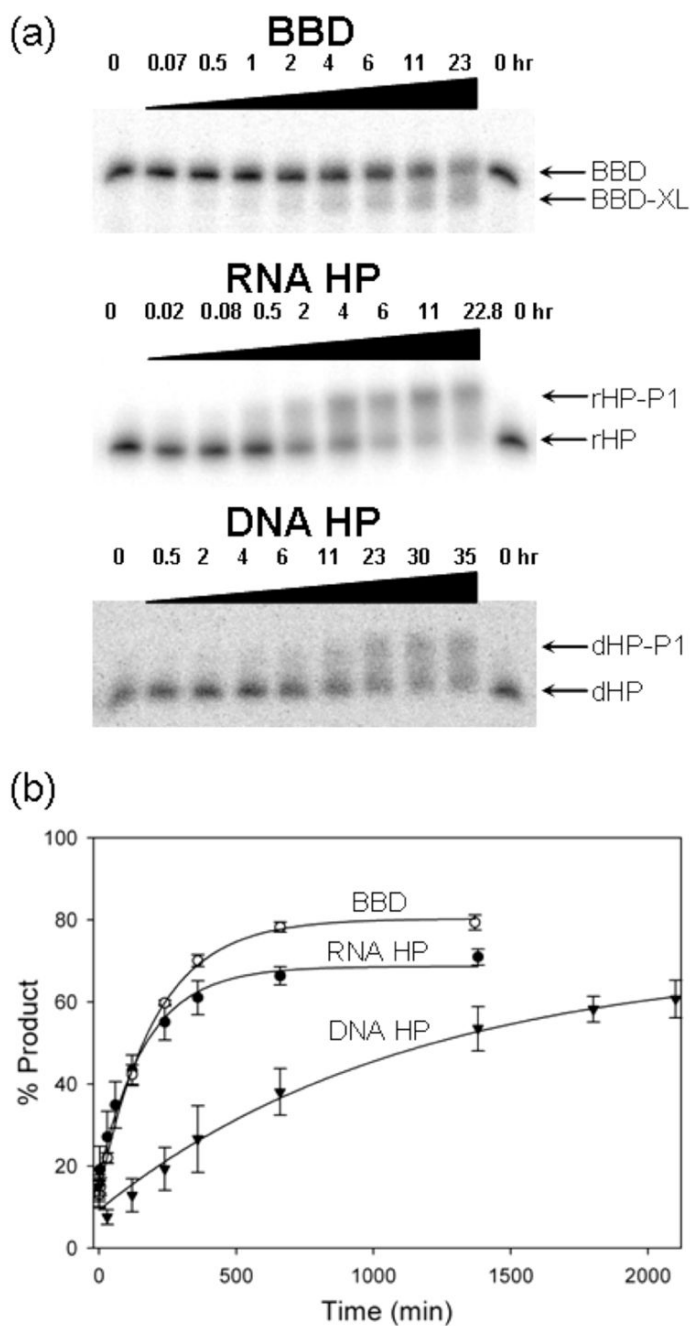 (a)
BBD
0 0.07 0.5 1 2 4 6 11 23 0 hr
BBD
BBD-XL
RNA HP
0 0.02 0.08 0.5 2 4 6 11 22.8 0 hr
rHP-P1
rHP
DNA HP
0 0.5 2 4 6 11 23 30 35 0 hr
dHP-P1
dHP
(b)
100
80
60
40
20
0
% Product
BBD
RNA HP
DNA HP
0 500 1000 1500 2000
Time (min)